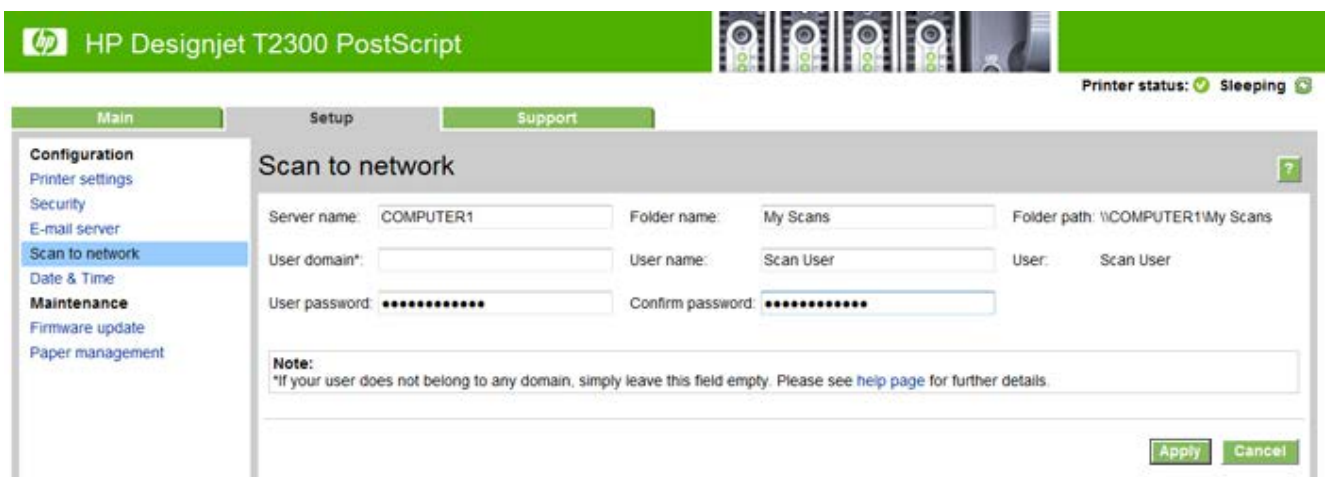 hp HP Designjet T2300 PostScript
Printer status: Sleeping
Main Setup Support
Configuration
Printer settings
Security
E-mail server
Scan to network
Date & Time
Maintenance
Firmware update
Paper management
Scan to network
?
Server name: COMPUTER1 Folder name: My Scans Folder path: \\COMPUTER1\My Scans
User domain*: User name: Scan User User: Scan User
User password: •••••••••••• Confirm password: ••••••••••••
Note:
*If your user does not belong to any domain, simply leave this field empty. Please see help page for further details.
Apply Cancel